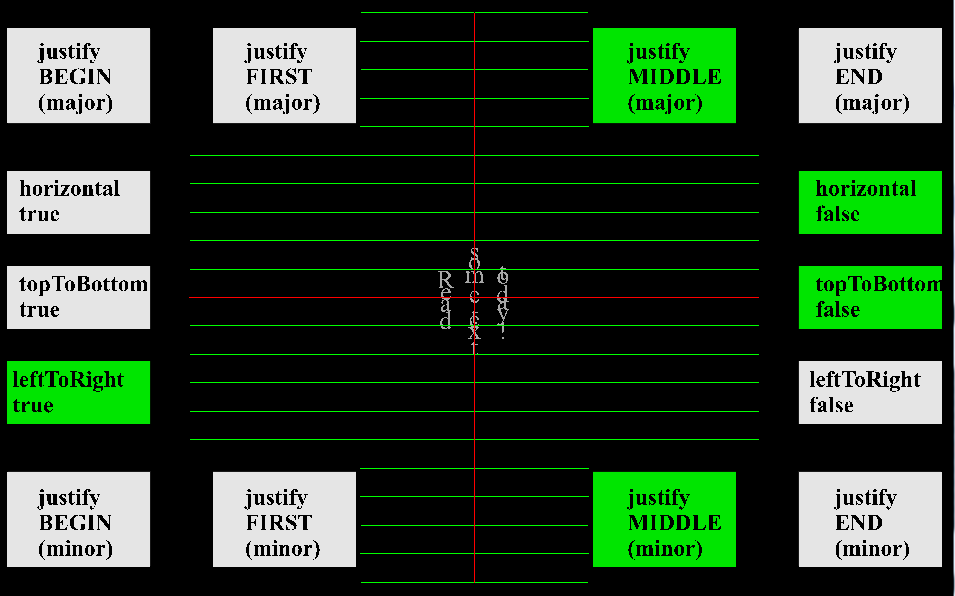 justify
BEGIN
(major)
justify
FIRST
(major)
justify
MIDDLE
(major)
justify
END
(major)
horizontal
true
horizontal
false
topToBottom
true
Read
some text
today!
topToBottom
false
leftToRight
true
leftToRight
false
justify
BEGIN
(minor)
justify
FIRST
(minor)
justify
MIDDLE
(minor)
justify
END
(minor)